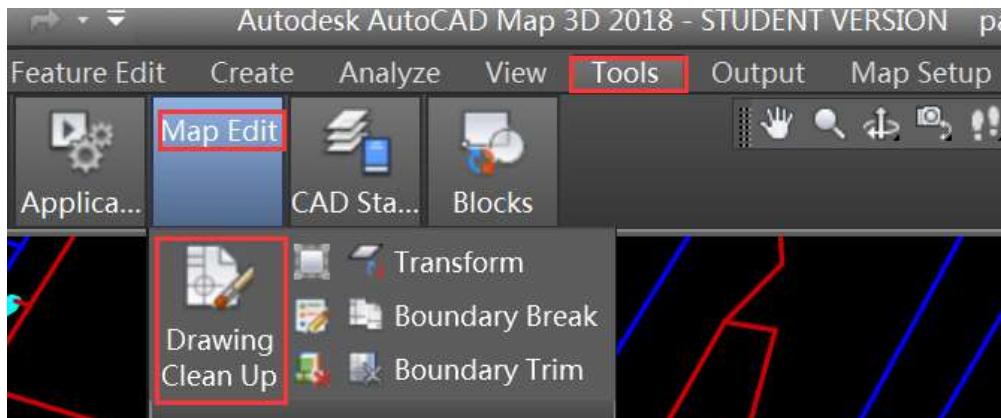 Autodesk AutoCAD Map 3D 2018 - STUDENT VERSION
Feature Edit Create Analyze View Tools Output Map Setup
Map Edit
Applica... CAD Sta... Blocks
Transform
Boundary Break
Drawing
Clean Up
Boundary Trim